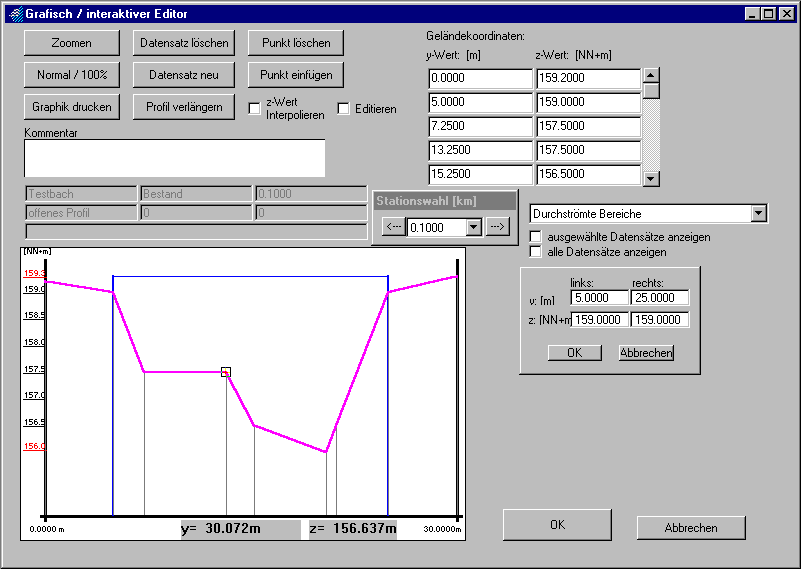 Grafisch / interaktiver Editor
Zoomen
Datensatz löschen
Punkt löschen
Normal / 100%
Datensatz neu
Punkt einfügen
Graphik drucken
Profil verlängern
z-Wert
Interpolieren
Editieren
Kommentar
Geländekoordinaten:
y-Wert: [m]
z-Wert: [NN+m]
0.0000
159.2000
5.0000
159.0000
7.2500
157.5000
13.2500
157.5000
15.2500
156.5000
Testbach
Bestand
0.1000
offenes Profil
0
0
Stationswahl [km]
<---
0.1000
--->
Durchströmte Bereiche
ausgewählte Datensätze anzeigen
alle Datensätze anzeigen
links:
rechts:
y: [m]
5.0000
25.0000
z: [NN+m
159.0000
159.0000
OK
Abbrechen
[NN+m]
159.3
159.0
158.5
158.0
157.5
157.0
156.5
156.0
0.0000 m
y= 30.072m
z= 156.637m
30.0000 m
OK
Abbrechen